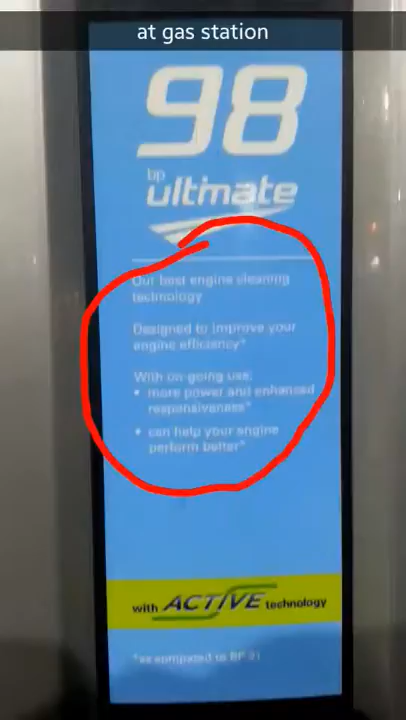 at gas station
98
bp
ultimate
Our best engine cleaning
technology
Designed to improve your
engine efficiency*
With on-going use:
• more power and enhanced
responsiveness*
• can help your engine
perform better*
with ACTIVE technology
*as compared to BP 91